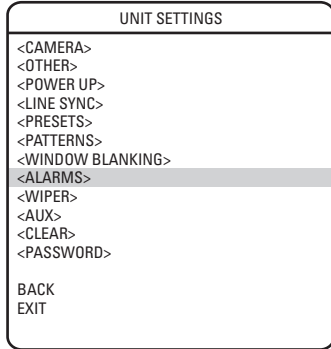 UNIT SETTINGS
<CAMERA>
<OTHER>
<POWER UP>
<LINE SYNC>
<PRESETS>
<PATTERNS>
<WINDOW BLANKING>
<ALARMS>
<WIPER>
<AUX>
<CLEAR>
<PASSWORD>
BACK
EXIT